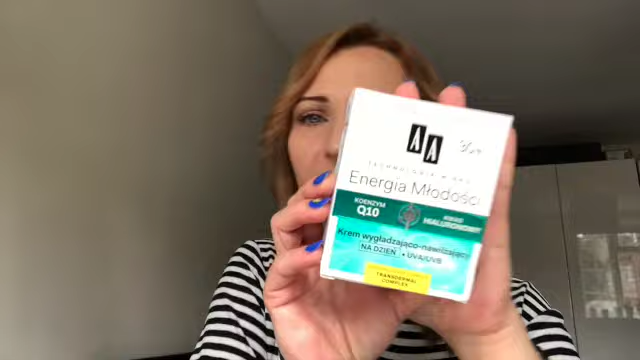 AA
30+
TECHNOLOGIA WIEKU
Energia Młodości
KOENZYM
Q10
KWAS
HIALURONOWY
Krem wygładzająco-nawilżający
NA DZIEŃ • UVA/UVB
TRANSDERMAL
COMPLEX